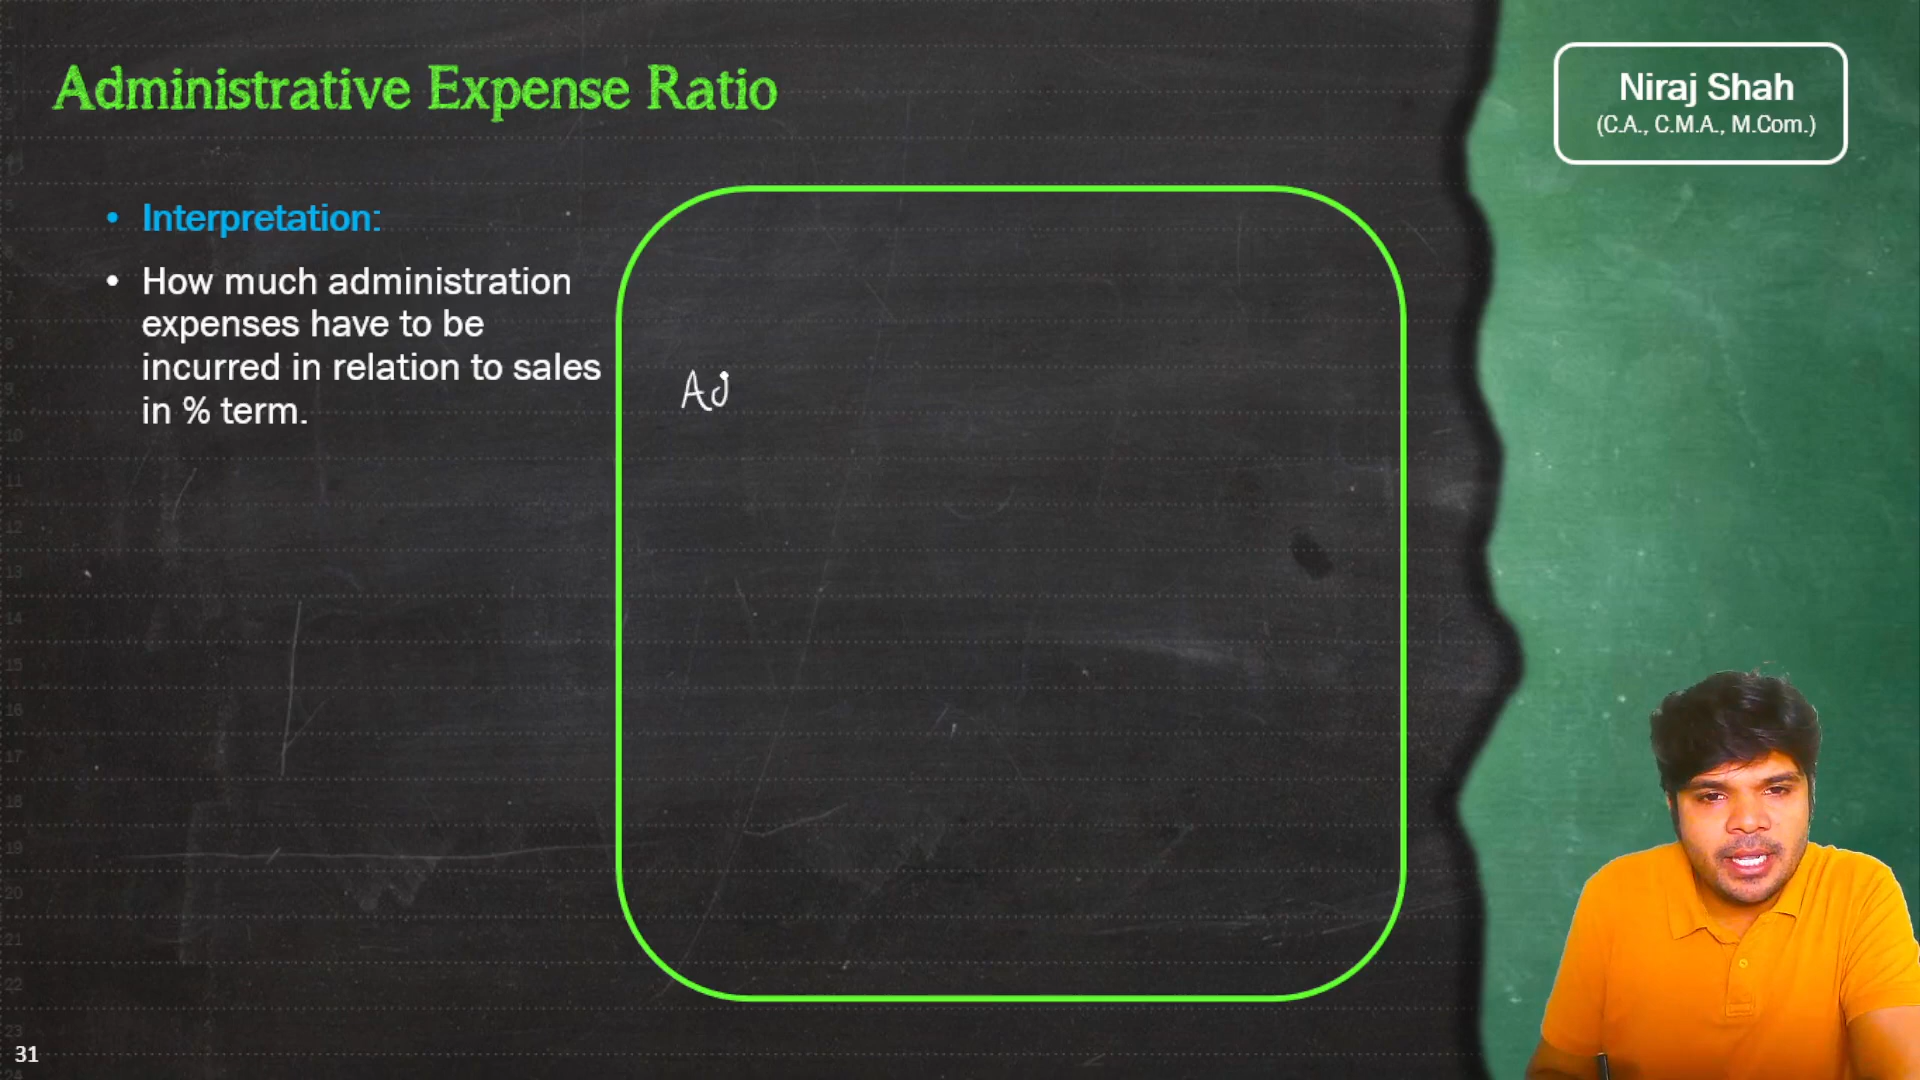 Administrative Expense Ratio
Niraj Shah
(C.A., C.M.A., M.Com.)
• Interpretation:
• How much administration
expenses have to be
incurred in relation to sales
in % term.
Ad
31